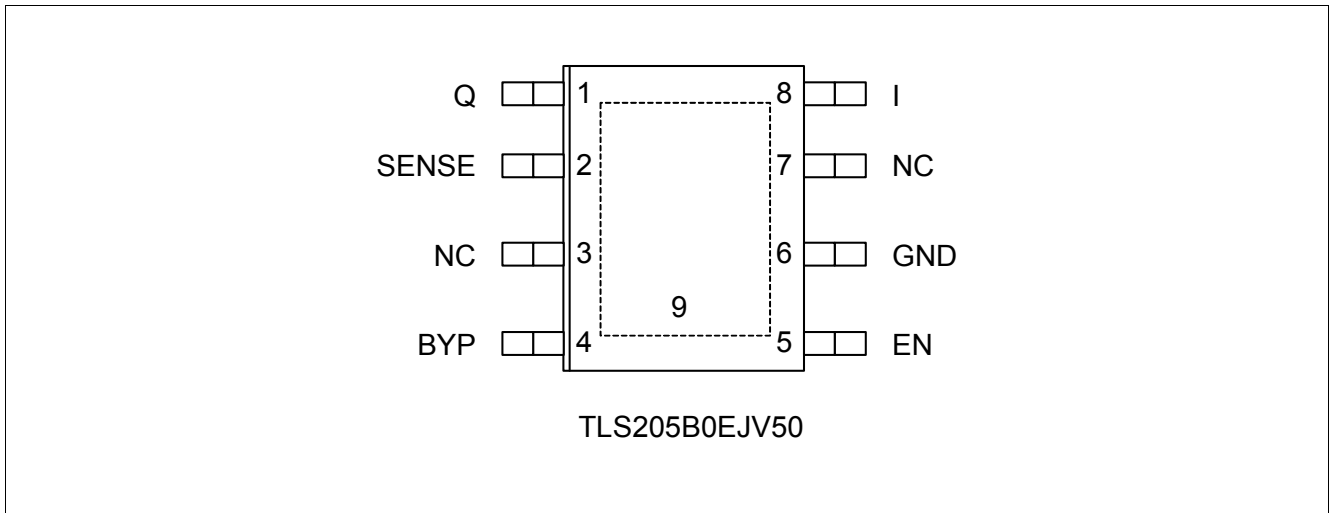 Q 1 8 I
SENSE 2 7 NC
NC 3 6 GND
9
BYP 4 5 EN
TLS205B0EJV50